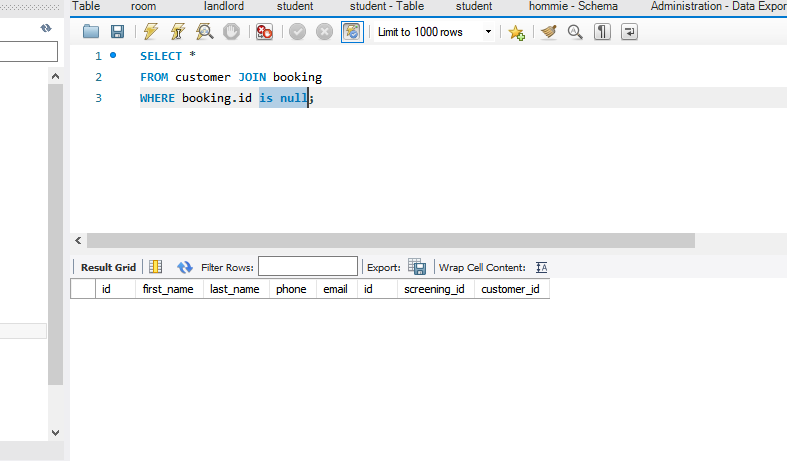 Table room landlord student student - Table student hommie - Schema Administration - Data Expor
Limit to 1000 rows
1 SELECT *
2 FROM customer JOIN booking
3 WHERE booking.id is null;
Result Grid Filter Rows: Export: Wrap Cell Content: IA
id first_name last_name phone email id screening_id customer_id